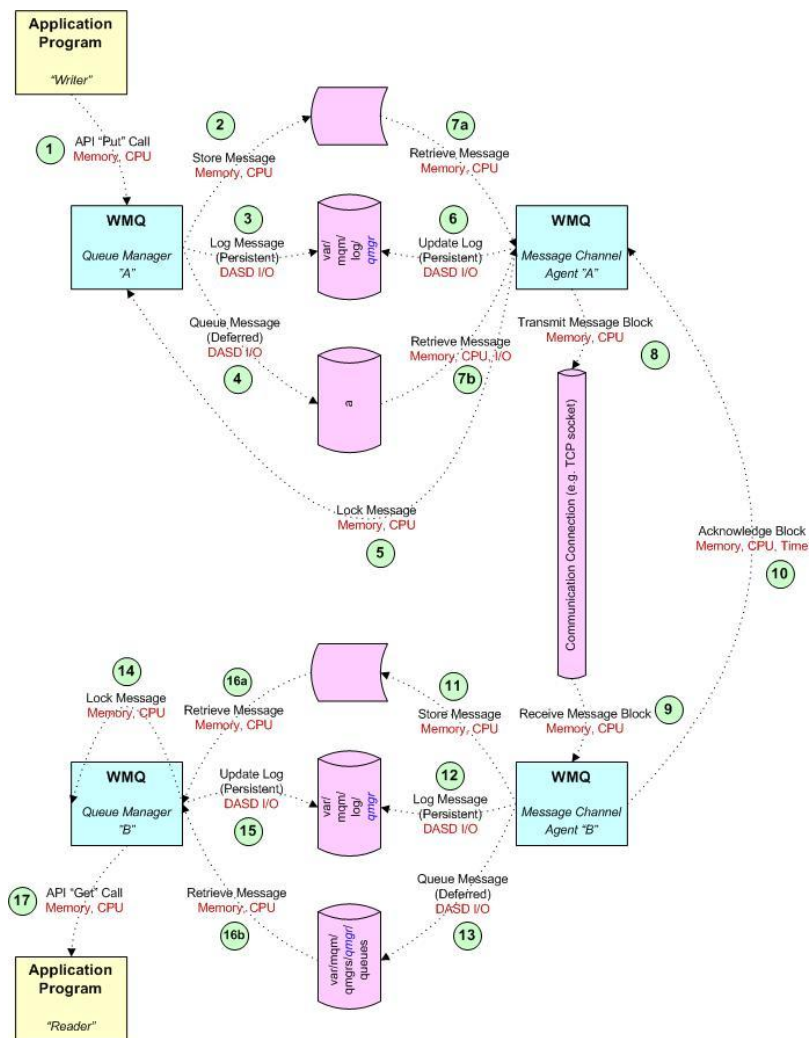 Application
Program
"Writer"
1
API "Put" Call
Memory, CPU
2
Store Message
Memory, CPU
7a
Retrieve Message
Memory, CPU
WMQ
Queue Manager
"A"
3
Log Message
(Persistent)
DASD I/O
var/
mqm/
log/
qmgr
6
Update Log
(Persistent)
DASD I/O
WMQ
Message Channel
Agent "A"
Queue Message
(Deferred)
DASD I/O
4
a
Retrieve Message
Memory, CPU, I/O
7b
Transmit Message Block
Memory, CPU
8
Communication Connection (e.g. TCP socket)
Lock Message
Memory, CPU
5
Acknowledge Block
Memory, CPU, Time
10
14
Lock Message
Memory, CPU
16a
Retrieve Message
Memory, CPU
11
Store Message
Memory, CPU
Receive Message Block
Memory, CPU
9
WMQ
Queue Manager
"B"
Update Log
(Persistent)
DASD I/O
15
var/
mqm/
log/
qmgr
12
Log Message
(Persistent)
DASD I/O
WMQ
Message Channel
Agent "B"
17
API "Get" Call
Memory, CPU
Retrieve Message
Memory, CPU
16b
var/mqm/
qmgrs/qmgr/
queues
Queue Message
(Deferred)
DASD I/O
13
Application
Program
"Reader"